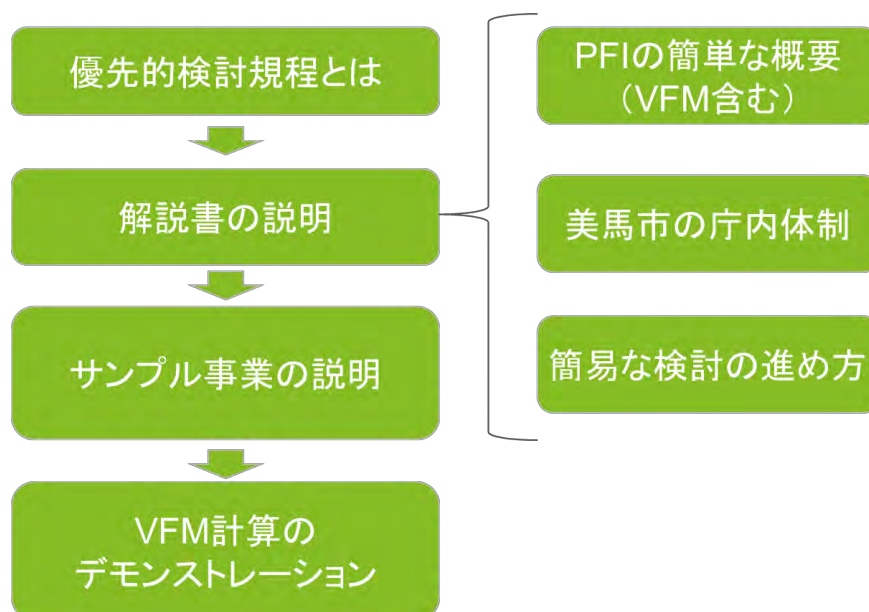 優先的検討規程とは
解説書の説明
サンプル事業の説明
VFM計算の
デモンストレーション
PFIの簡単な概要
（VFM含む）
美馬市の庁内体制
簡易な検討の進め方